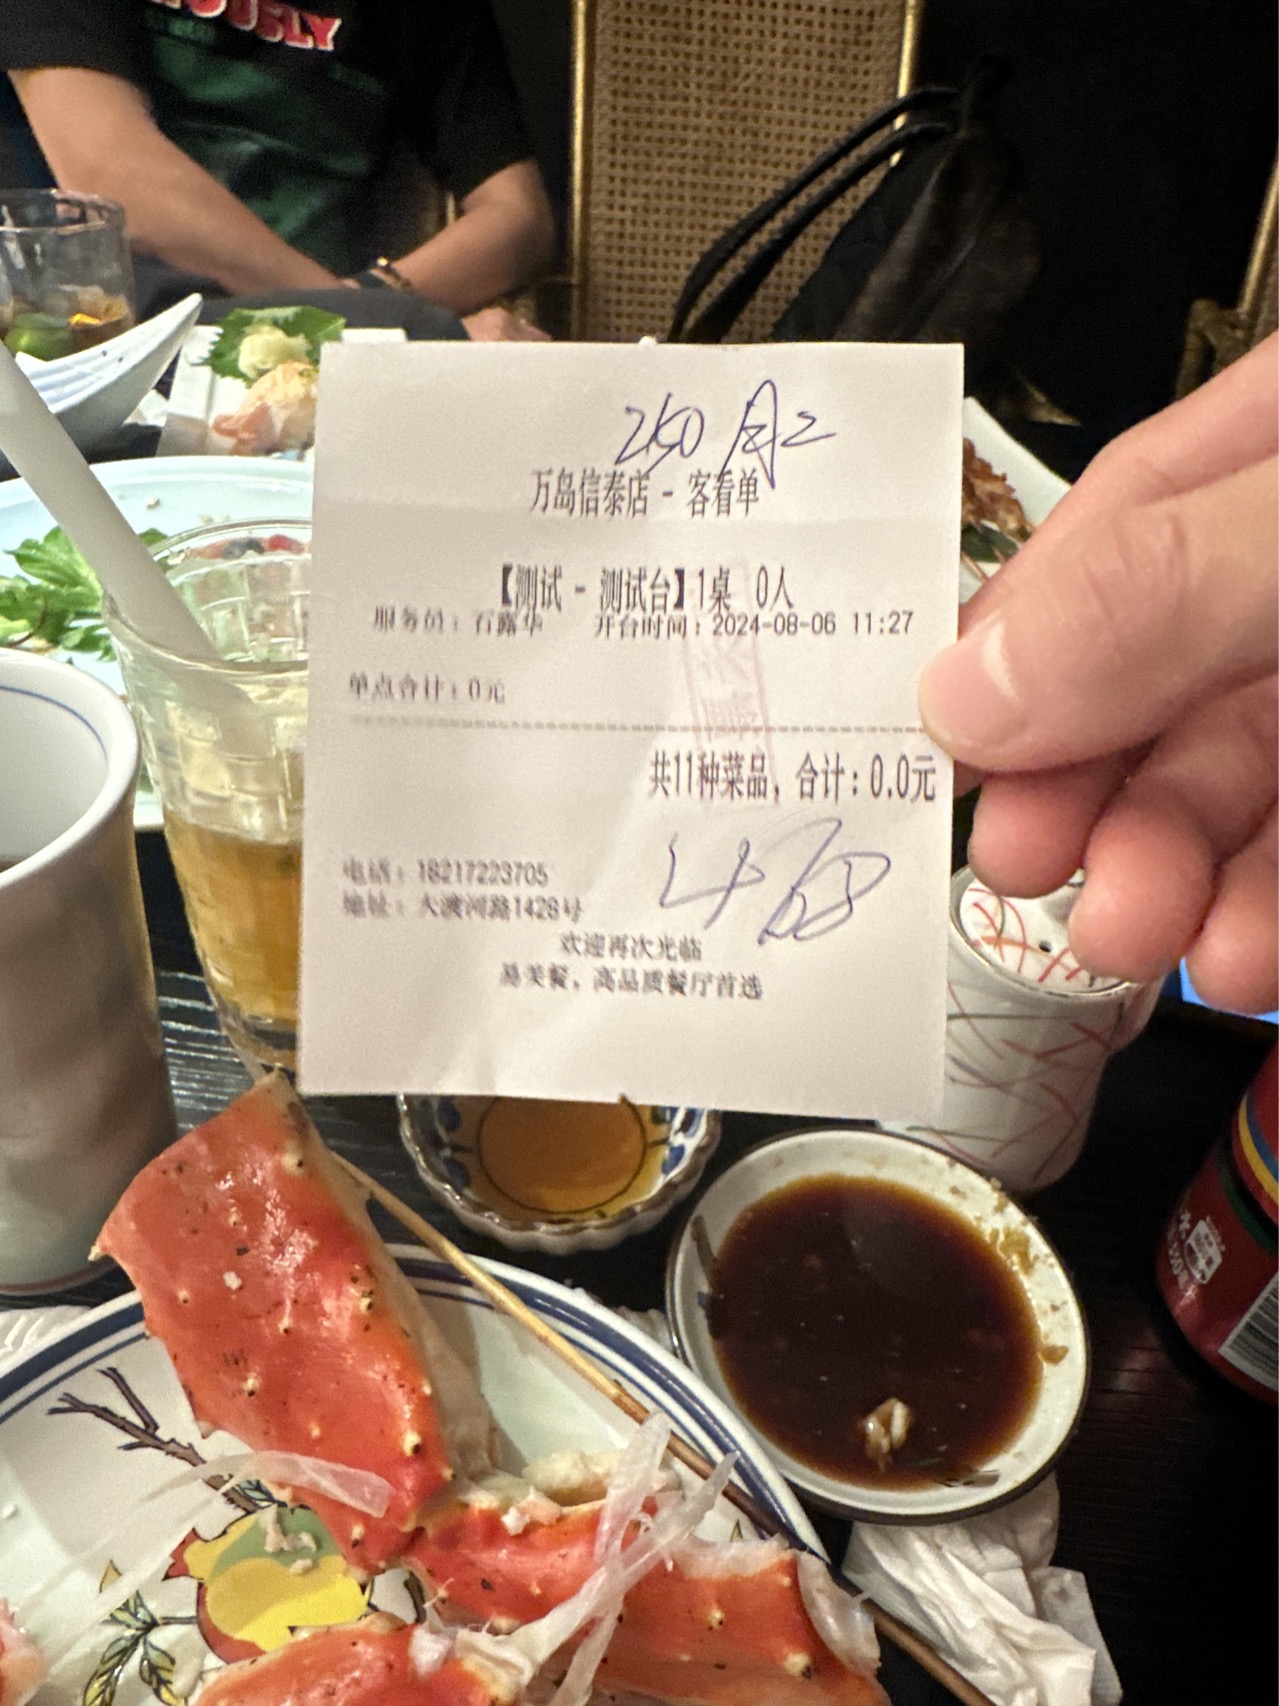 OUSLY
250 月2
万岛信泰店 - 客看单
【测试 - 测试台】1桌 0人
服务员：石露华 开台时间：2024-08-06 11:27
单点合计：0元
共11种菜品，合计：0.0元
电话：18217223705
地址：大渡河路1428号
欢迎再次光临
易美餐，高品质餐厅首选